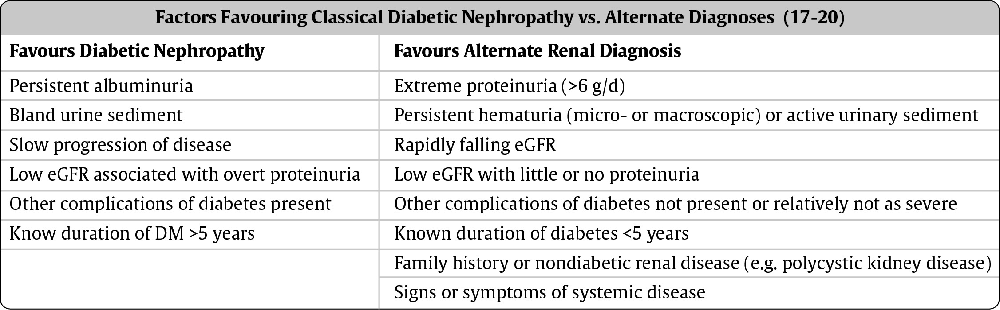 Factors Favouring Classical Diabetic Nephropathy vs. Alternate Diagnoses (17-20)
Favours Diabetic Nephropathy
Favours Alternate Renal Diagnosis
Persistent albuminuria
Extreme proteinuria (>6 g/d)
Bland urine sediment
Persistent hematuria (micro- or macroscopic) or active urinary sediment
Slow progression of disease
Rapidly falling eGFR
Low eGFR associated with overt proteinuria
Low eGFR with little or no proteinuria
Other complications of diabetes present
Other complications of diabetes not present or relatively not as severe
Know duration of DM >5 years
Known duration of diabetes <5 years
Family history or nondiabetic renal disease (e.g. polycystic kidney disease)
Signs or symptoms of systemic disease